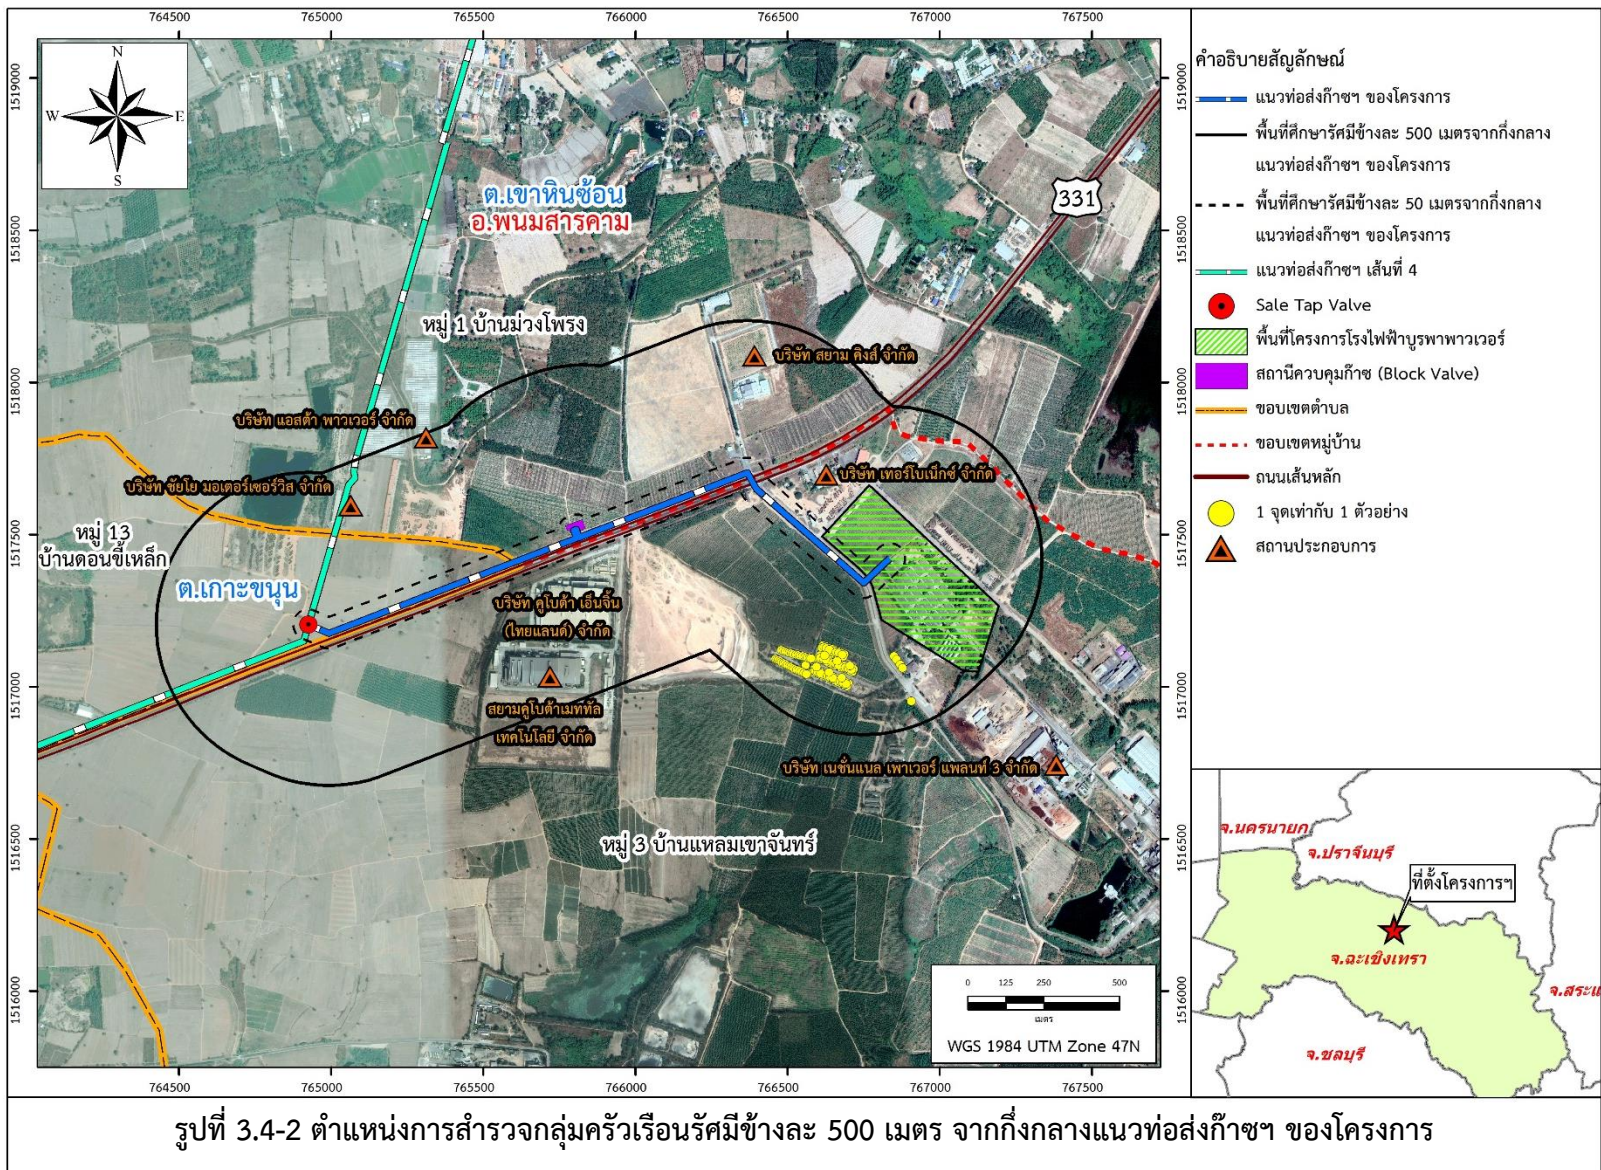 764500 765000 765500 766000 766500 767000 767500
1519000
1518500
1518000
1517500
1517000
1516500
1516000
N
W E
S
ต.เขาหินซ้อน
อ.พนมสารคาม
331
หมู่ 1 บ้านม่วงโพรง
บริษัท สยาม คิงส์ จำกัด
บริษัท แอสต้า พาวเวอร์ จำกัด
บริษัท เทอร์โบเน็กซ์ จำกัด
บริษัท ชัยโย มอเตอร์เซอร์วิส จำกัด
หมู่ 13
บ้านดอนขี้เหล็ก
ต.เกาะขนุน
บริษัท คูโบต้า เอ็นจิ้น
(ไทยแลนด์) จำกัด
สยามคูโบต้าเมททัล
เทคโนโลยี จำกัด
บริษัท เนชั่นแนล เพาเวอร์ แพลนท์ 3 จำกัด
หมู่ 3 บ้านแหลมเขาจันทร์
0 125 250 500
เมตร
WGS 1984 UTM Zone 47N
1519000
1518500
1518000
1517500
1517000
1516500
1516000
764500 765000 765500 766000 766500 767000 767500
คำอธิบายสัญลักษณ์
แนวท่อส่งก๊าซฯ ของโครงการ
พื้นที่ศึกษารัศมีข้างละ 500 เมตรจากกึ่งกลาง
แนวท่อส่งก๊าซฯ ของโครงการ
พื้นที่ศึกษารัศมีข้างละ 50 เมตรจากกึ่งกลาง
แนวท่อส่งก๊าซฯ ของโครงการ
แนวท่อส่งก๊าซฯ เส้นที่ 4
Sale Tap Valve
พื้นที่โครงการโรงไฟฟ้าบูรพาพาวเวอร์
สถานีควบคุมก๊าซ (Block Valve)
ขอบเขตตำบล
ขอบเขตหมู่บ้าน
ถนนเส้นหลัก
1 จุดเท่ากับ 1 ตัวอย่าง
สถานประกอบการ
จ.นครนายก
จ.ปราจีนบุรี
ที่ตั้งโครงการฯ
จ.ฉะเชิงเทรา
จ.สระแ
จ.ชลบุรี
รูปที่ 3.4-2 ตำแหน่งการสำรวจกลุ่มครัวเรือนรัศมีข้างละ 500 เมตร จากกึ่งกลางแนวท่อส่งก๊าซฯ ของโครงการ